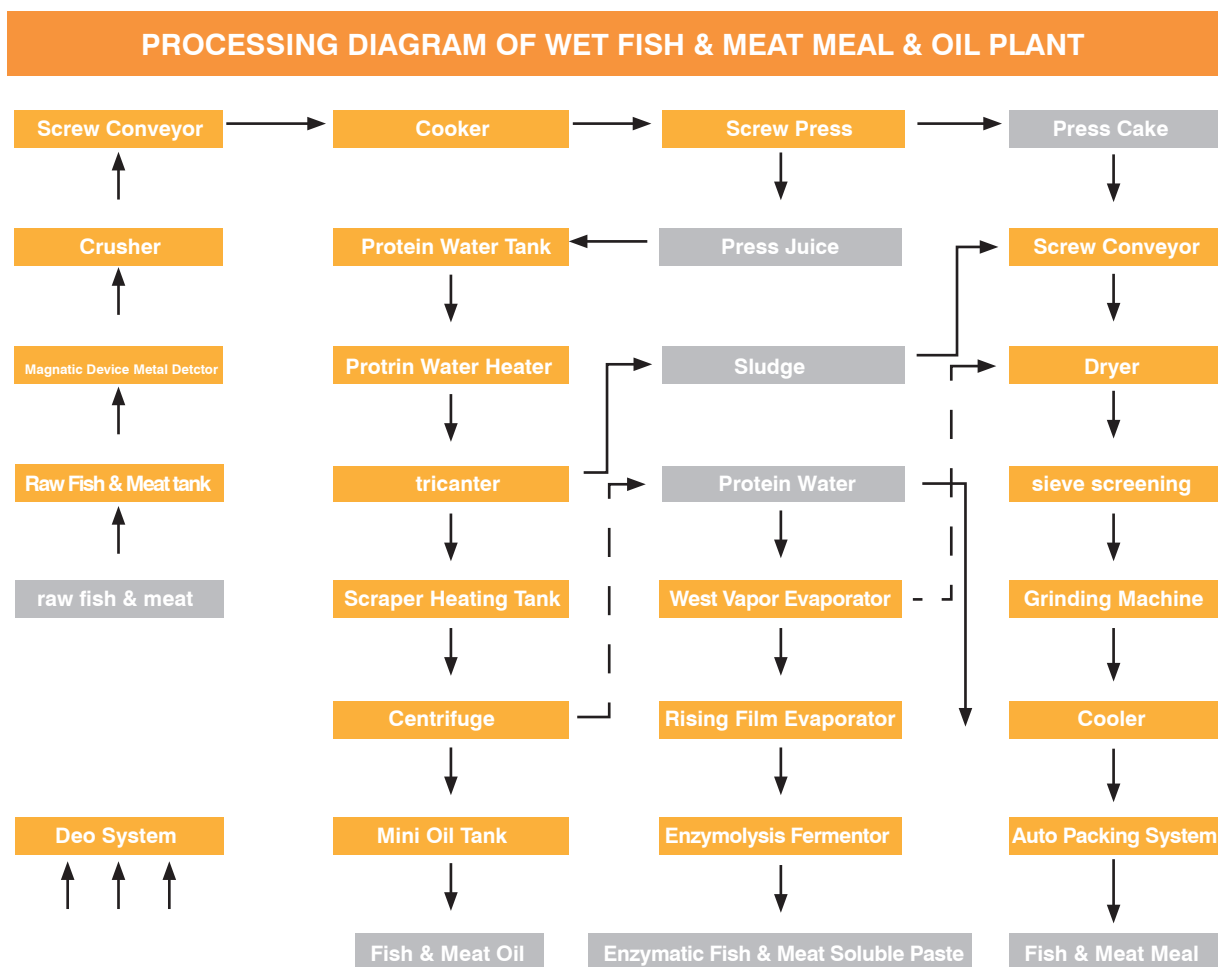 PROCESSING DIAGRAM OF WET FISH & MEAT MEAL & OIL PLANT
Screw Conveyor
Cooker
Screw Press
Press Cake
Crusher
Protein Water Tank
Press Juice
Screw Conveyor
Magnatic Device Metal Detctor
Protrin Water Heater
Sludge
Dryer
Raw Fish & Meat tank
tricanter
Protein Water
sieve screening
raw fish & meat
Scraper Heating Tank
West Vapor Evaporator
Grinding Machine
Centrifuge
Rising Film Evaporator
Cooler
Deo System
Mini Oil Tank
Enzymolysis Fermentor
Auto Packing System
Fish & Meat Oil
Enzymatic Fish & Meat Soluble Paste
Fish & Meat Meal